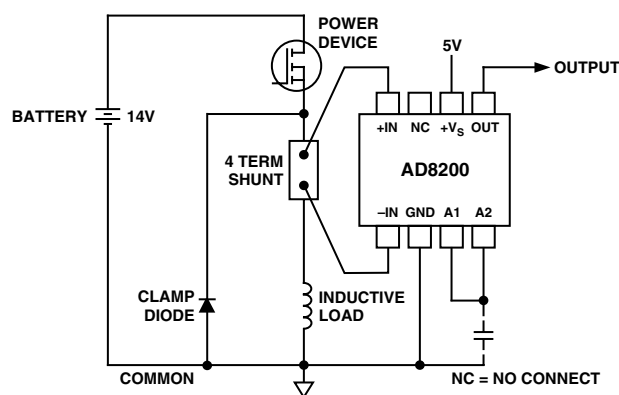 POWER
DEVICE
5V
OUTPUT
BATTERY 14V
+IN NC +VS OUT
4 TERM
SHUNT
AD8200
–IN GND A1 A2
CLAMP
DIODE
INDUCTIVE
LOAD
COMMON
NC = NO CONNECT